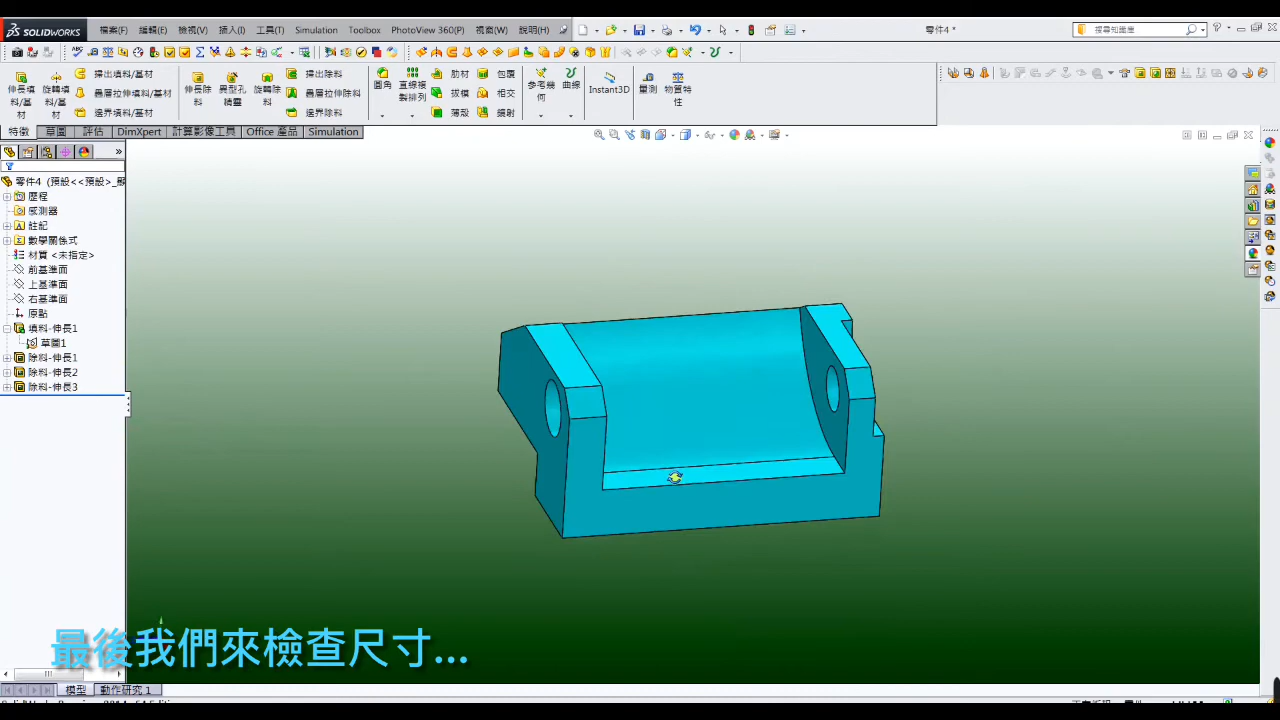 SOLIDWORKS 檔案(F) 編輯(E) 檢視(V) 插入(I) 工具(T) Simulation Toolbox PhotoView 360(P) 視窗(W) 說明(H) 零件4 * 搜尋知識庫
伸長填料/基材 旋轉填料/基材 掃出填料/基材 疊層拉伸填料/基材 邊界填料/基材 伸長除料 異型孔精靈 旋轉除料 掃出除料 疊層拉伸除料 邊界除料 圓角 直線複製排列 肋材 拔模 薄殼 包覆 相交 鏡射 參考幾何 曲線 Instant3D 量測 物質特性
特徵 草圖 評估 DimXpert 計算影像工具 Office 產品 Simulation
零件4 (預設<<預設>_顯
歷程
感測器
註記
數學關係式
材質 <未指定>
前基準面
上基準面
右基準面
原點
填料-伸長1
草圖1
除料-伸長1
除料-伸長2
除料-伸長3
最後我們來檢查尺寸...
模型 動作研究 1